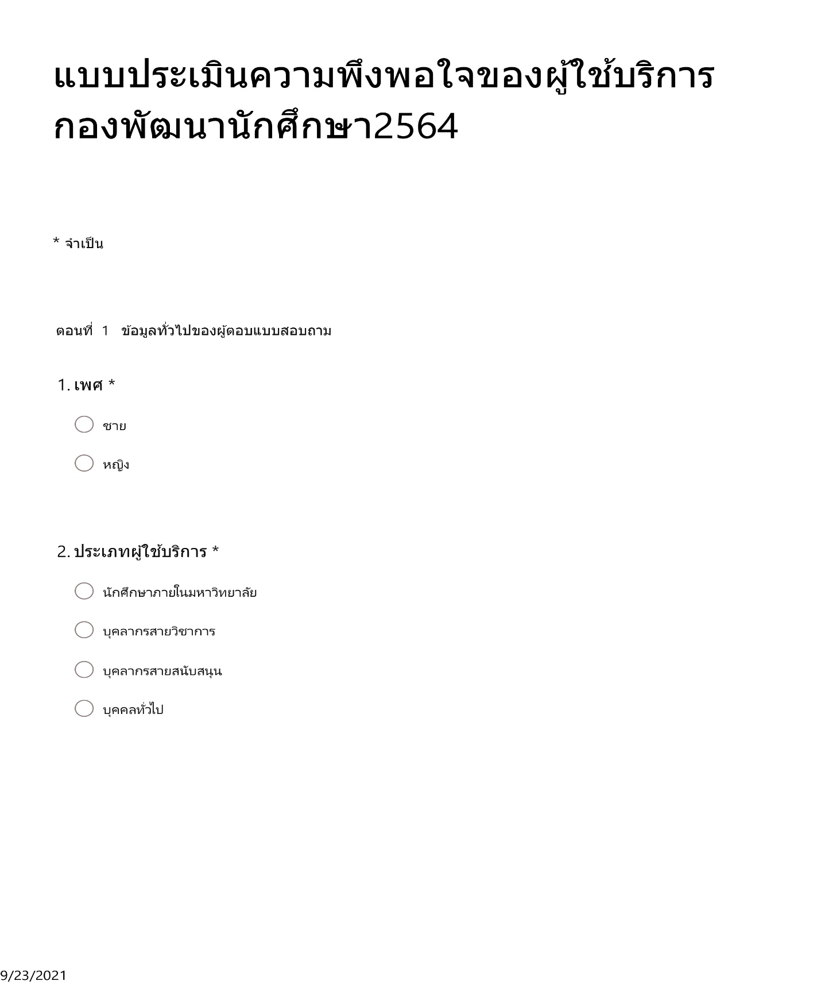 แบบประเมินความพึงพอใจของผู้ใช้บริการ
กองพัฒนานักศึกษา2564
* จำเป็น
ตอนที่ 1 ข้อมูลทั่วไปของผู้ตอบแบบสอบถาม
1. เพศ *
ชาย
หญิง
2. ประเภทผู้ใช้บริการ *
นักศึกษาภายในมหาวิทยาลัย
บุคลากรสายวิชาการ
บุคลากรสายสนับสนุน
บุคคลทั่วไป
9/23/2021